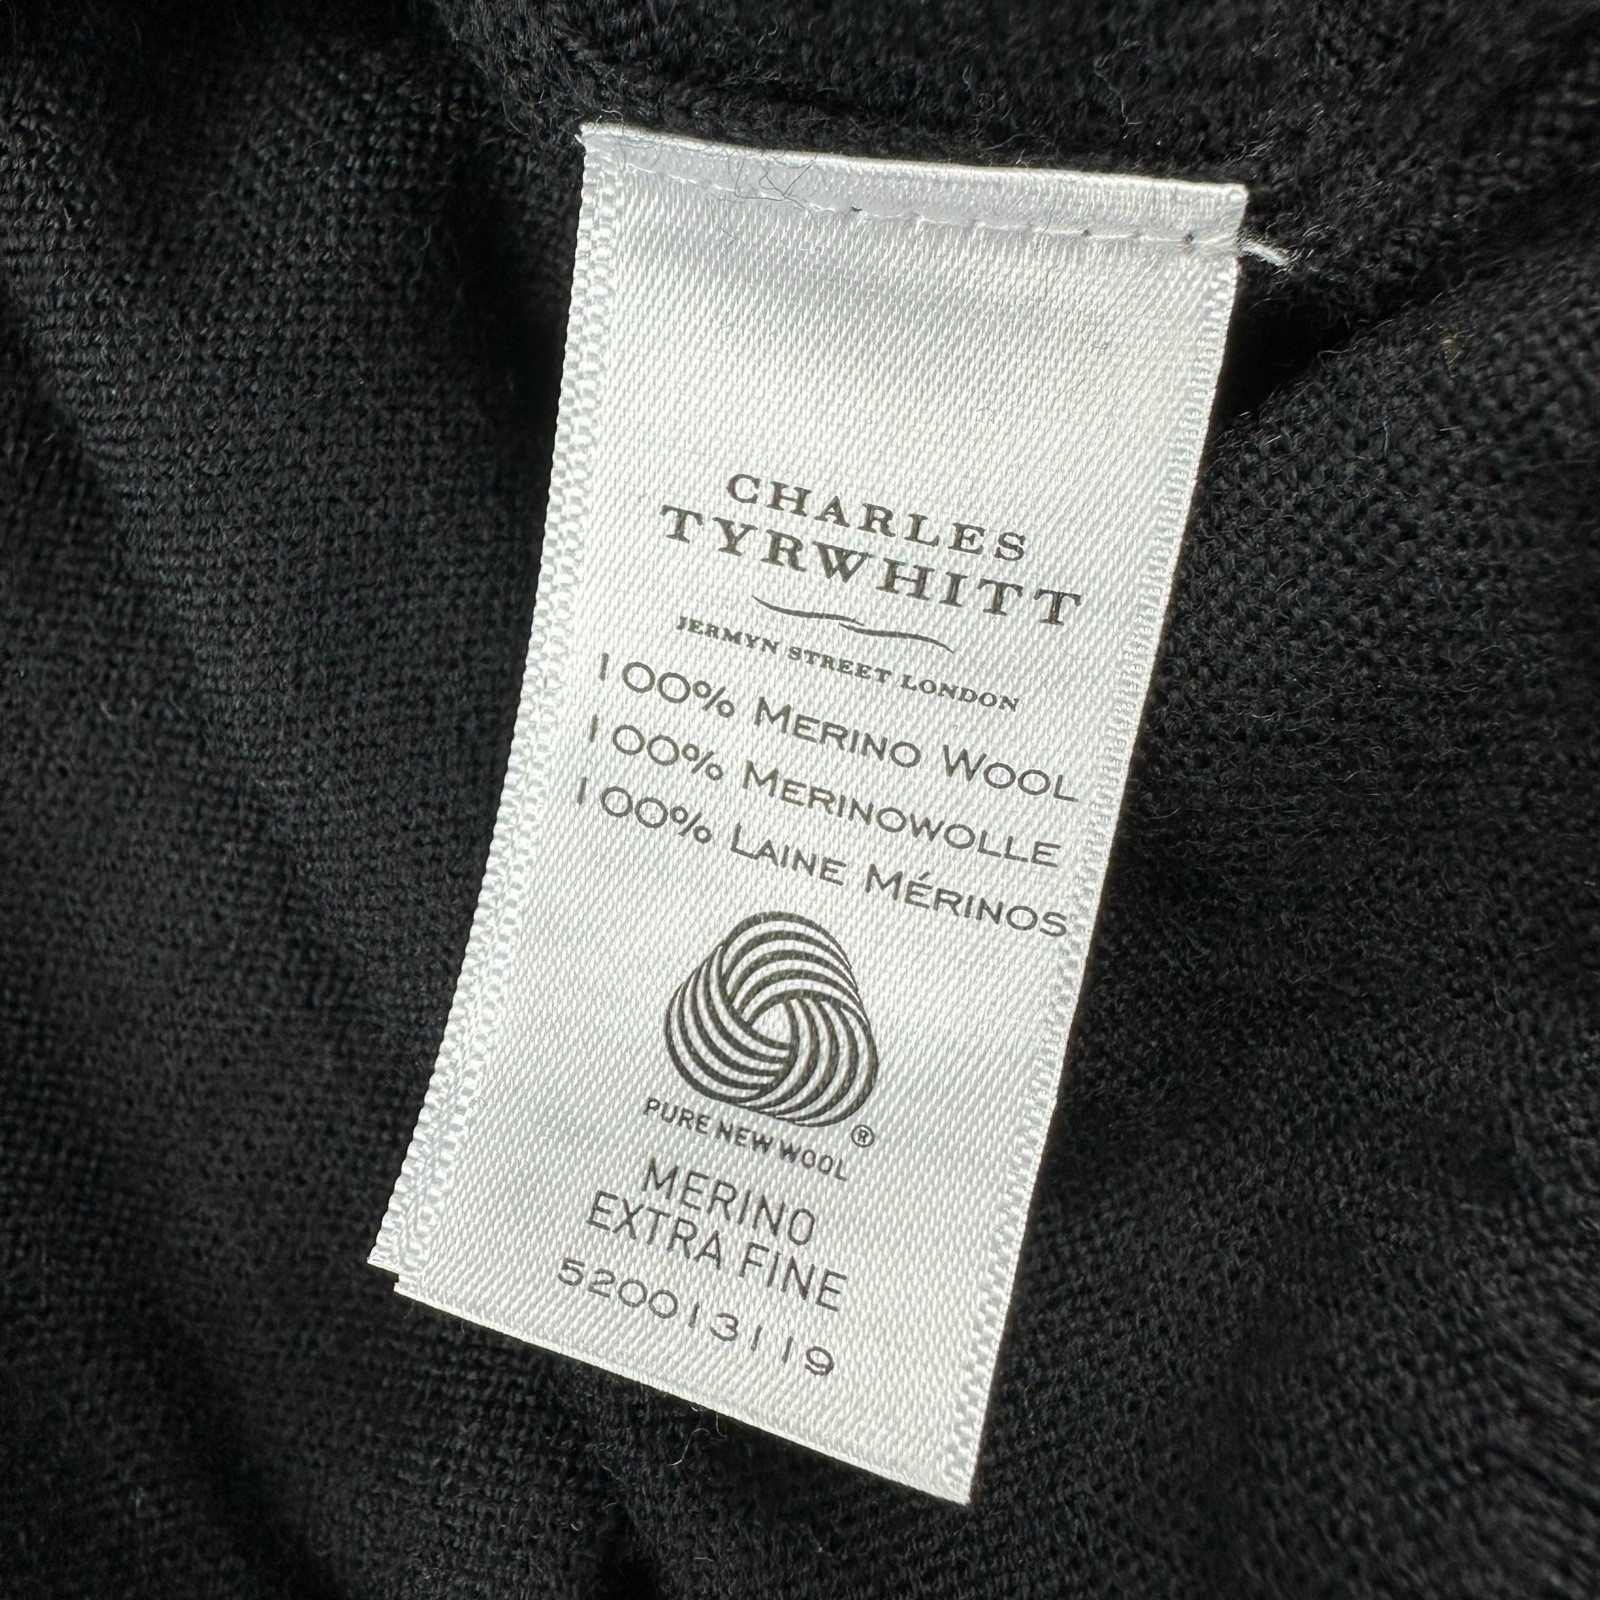 CHARLES
TYRWHITT
JERMYN STREET LONDON
100% MERINO WOOL
100% MERINOWOLLE
100% LAINE MÉRINOS
PURE NEW WOOL ®
MERINO
EXTRA FINE
520013119